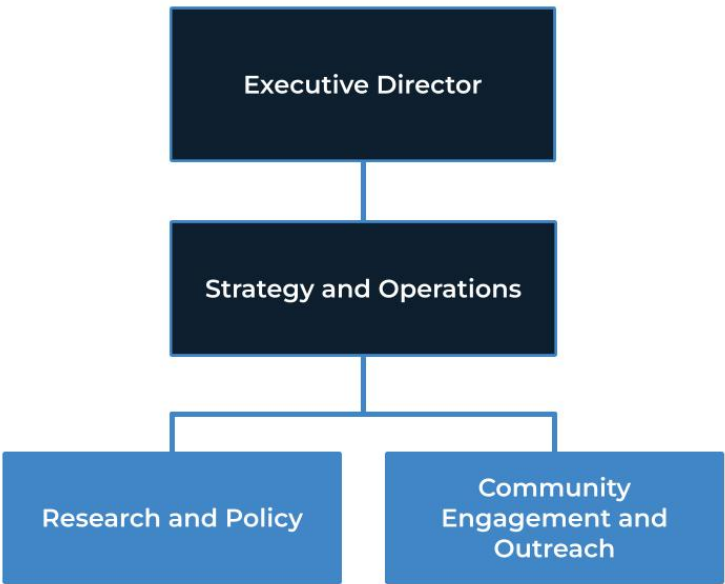 Executive Director
Strategy and Operations
Research and Policy
Community
Engagement and
Outreach